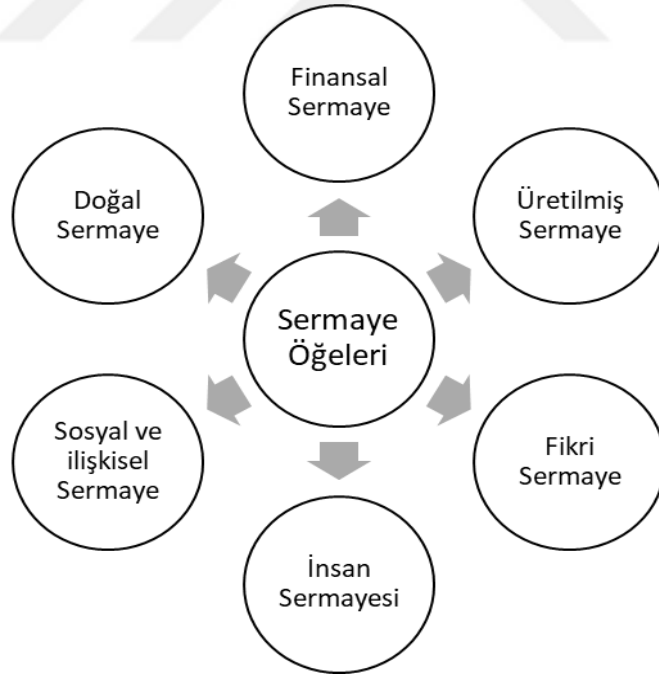 Finansal
Sermaye
Doğal
Sermaye
Üretilmiş
Sermaye
Sermaye
Öğeleri
Sosyal ve
ilişkisel
Sermaye
Fikri
Sermaye
İnsan
Sermayesi